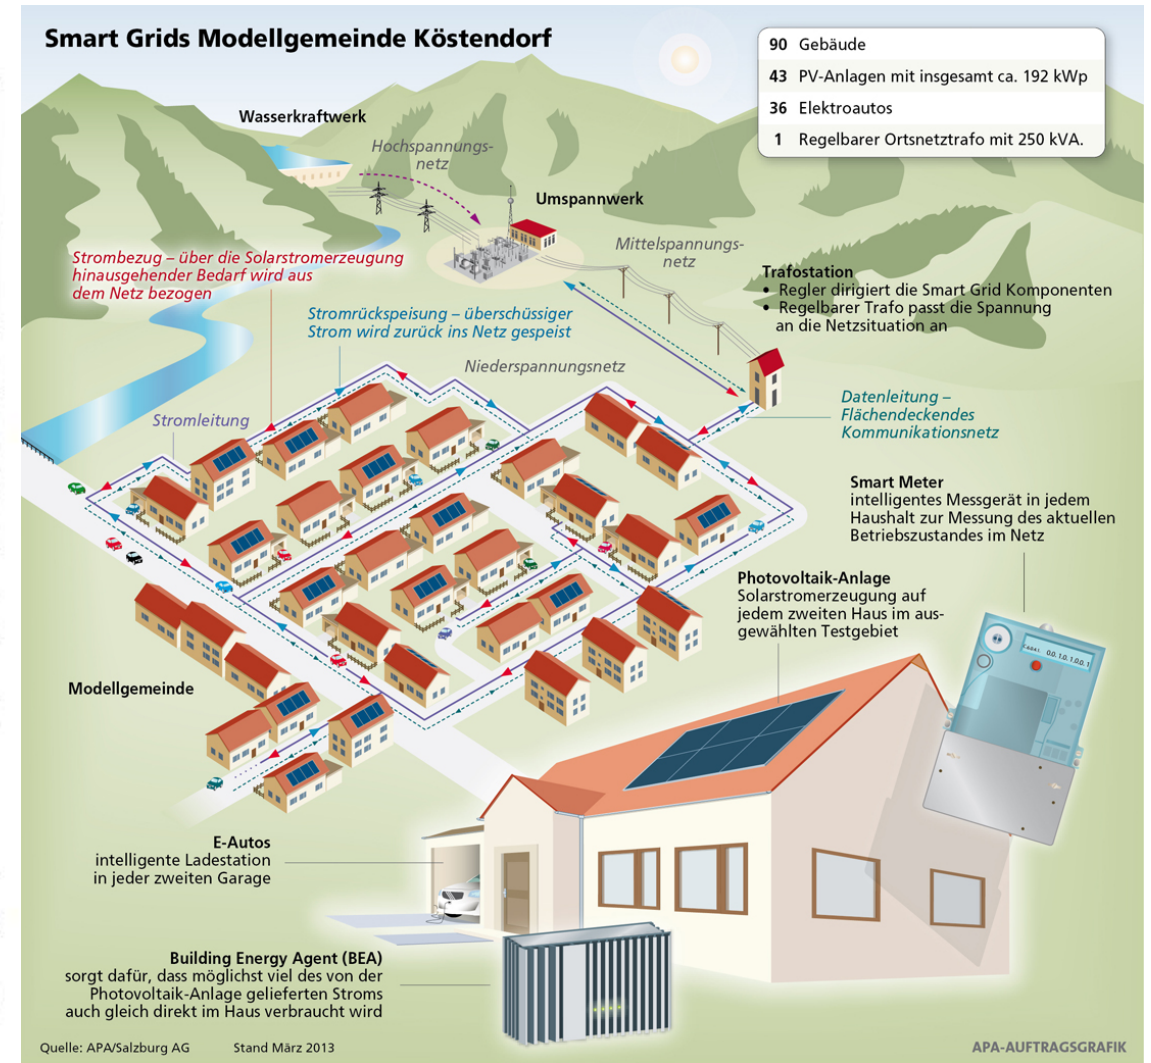 Smart Grids Modellgemeinde Köstendorf
90 Gebäude
43 PV-Anlagen mit insgesamt ca. 192 kWp
36 Elektroautos
1 Regelbarer Ortsnetztrafo mit 250 kVA.
Wasserkraftwerk
Hochspannungs-
netz
Umspannwerk
Mittelspannungs-
netz
Strombezug – über die Solarstromerzeugung
hinausgehender Bedarf wird aus
dem Netz bezogen
Trafostation
• Regler dirigiert die Smart Grid Komponenten
• Regelbarer Trafo passt die Spannung
an die Netzsituation an
Stromrückspeisung – überschüssiger
Strom wird zurück ins Netz gespeist
Niederspannungsnetz
Stromleitung
Datenleitung –
Flächendeckendes
Kommunikationsnetz
Smart Meter
intelligentes Messgerät in jedem
Haushalt zur Messung des aktuellen
Betriebszustandes im Netz
Photovoltaik-Anlage
Solarstromerzeugung auf
jedem zweiten Haus im aus-
gewählten Testgebiet
Modellgemeinde
E-Autos
intelligente Ladestation
in jeder zweiten Garage
Building Energy Agent (BEA)
sorgt dafür, dass möglichst viel des von der
Photovoltaik-Anlage gelieferten Stroms
auch gleich direkt im Haus verbraucht wird
Quelle: APA/Salzburg AG Stand März 2013
APA-AUFTRAGSGRAFIK